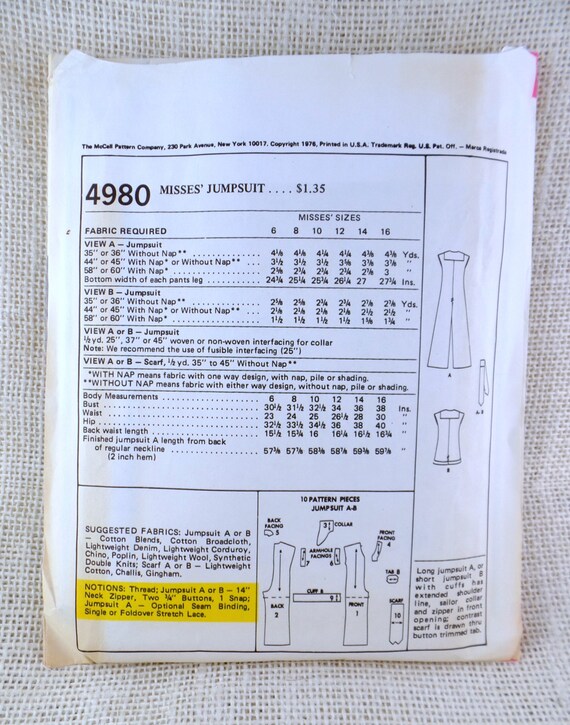 The McCall Pattern Company, 230 Park Avenue, New York 10017. Copyright 1976, Printed in U.S.A. Trademark Reg. U.S. Pat. Off. — Marca Registrada
4980 MISSES' JUMPSUIT .... $1.35
MISSES' SIZES
FABRIC REQUIRED 6 8 10 12 14 16
VIEW A — Jumpsuit
35" or 36" Without Nap** 4⅛ 4⅛ 4¼ 4¼ 4⅜ 4⅜ Yds.
44" or 45" With Nap* or Without Nap** 3½ 3½ 3½ 3⅝ 3⅞ 3⅞ "
58" or 60" With Nap* 2⅝ 2¾ 2¾ 2¾ 2⅞ 3 "
Bottom width of each pants leg 24¾ 25¼ 25¾ 26¼ 27 27¾ Ins.
VIEW B — Jumpsuit
35" or 36" Without Nap** 2⅝ 2⅝ 2¾ 2¾ 2⅞ 2⅞ Yds.
44" or 45" With Nap* or Without Nap** 2⅛ 2⅛ 2⅛ 2⅛ 2½ 2½ "
58" or 60" With Nap* 1½ 1½ 1½ 1½ 1⅝ 1¾ "
VIEW A or B — Jumpsuit
½ yd. 25", 37" or 45" woven or non-woven interfacing for collar
Note: We recommend the use of fusible interfacing (25")
VIEW A or B — Scarf, ½ yd. 35" to 45" Without Nap**
*WITH NAP means fabric with one way design, with nap, pile or shading.
**WITHOUT NAP means fabric with either way design, without nap, pile or shading.
Body Measurements 6 8 10 12 14 16
Bust 30½ 31½ 32½ 34 36 38 Ins.
Waist 23 24 25 26½ 28 30 "
Hip 32½ 33½ 34½ 36 38 40 "
Back waist length 15½ 15¾ 16 16¼ 16½ 16¾ "
Finished jumpsuit A length from back
of regular neckline 57⅜ 57⅞ 58⅜ 58⅞ 59⅜ 59⅞ "
(2 inch hem)
A
A-B
B
SUGGESTED FABRICS: Jumpsuit A or B
— Cotton Blends, Cotton Broadcloth,
Lightweight Denim, Lightweight Corduroy,
Chino, Poplin, Lightweight Wool, Synthetic
Double Knits; Scarf A or B — Lightweight
Cotton, Challis, Gingham.
NOTIONS: Thread; Jumpsuit A or B — 14"
Neck Zipper, Two ¾" Buttons, 1 Snap;
Jumpsuit A — Optional Seam Binding,
Single or Foldover Stretch Lace.
10 PATTERN PIECES
JUMPSUIT A-B
BACK
FACING
5
3
COLLAR
FRONT
FACING
4
ARMHOLE
FACINGS
7
6
TAB 8
CUFF B
9
BACK
2
FRONT
1
SCARF
10
Long jumpsuit A, or
short jumpsuit B
with cuffs has
extended shoulder
line, sailor collar
and zipper in front
opening; contrast
scarf is drawn thru
button trimmed tab.